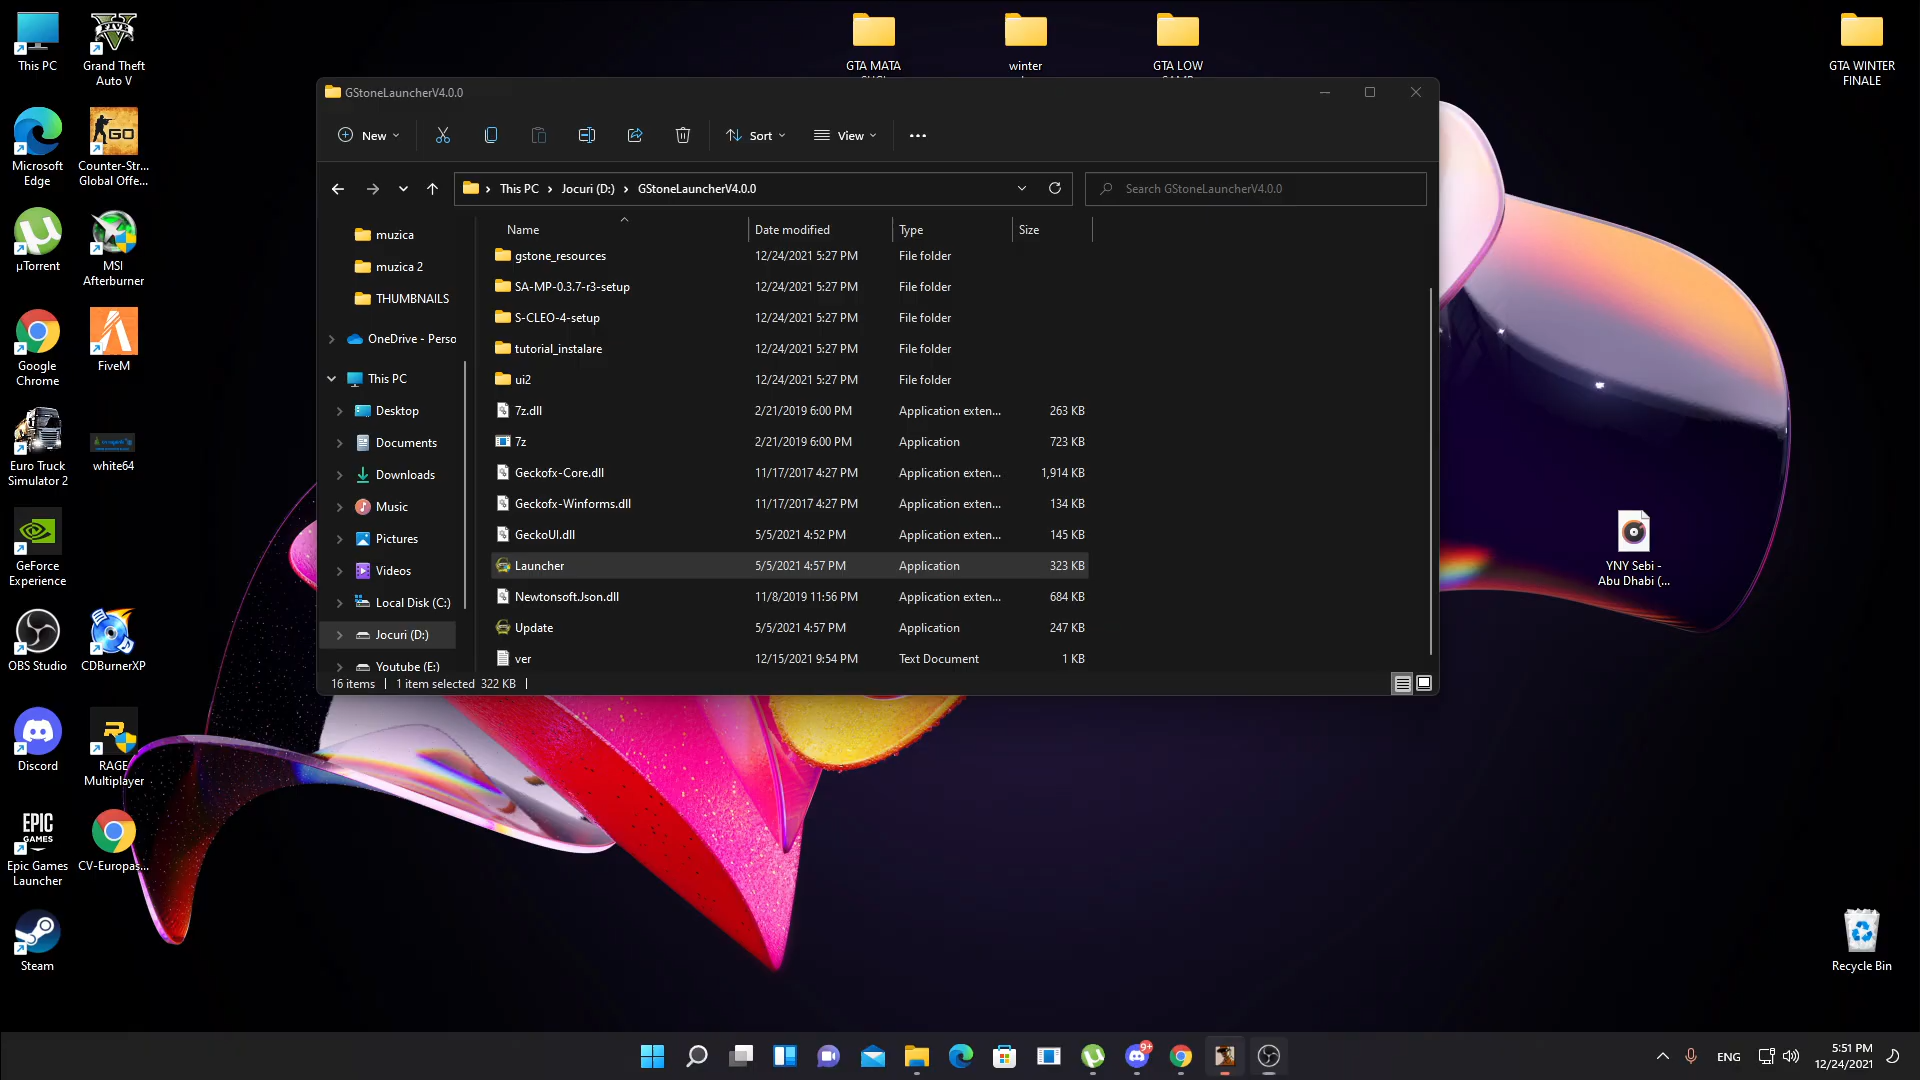 This PC
Grand Theft
Auto V
Microsoft
Edge
Counter-Str...
Global Offe...
µTorrent
MSI
Afterburner
Google
Chrome
FiveM
Euro Truck
Simulator 2
white64
GeForce
Experience
OBS Studio
CDBurnerXP
Discord
RAGE
Multiplayer
EPIC
GAMES
Epic Games
Launcher
CV-Europas...
Steam
GTA MATA
winter
GTA LOW
GTA WINTER
FINALE
GStoneLauncherV4.0.0
New
Sort
View
This PC
Jocuri (D:)
GStoneLauncherV4.0.0
Search GStoneLauncherV4.0.0
muzica
muzica 2
THUMBNAILS
OneDrive - Perso
This PC
Desktop
Documents
Downloads
Music
Pictures
Videos
Local Disk (C:)
Jocuri (D:)
Youtube (E:)
Name Date modified Type Size
gstone_resources 12/24/2021 5:27 PM File folder
SA-MP-0.3.7-r3-setup 12/24/2021 5:27 PM File folder
S-CLEO-4-setup 12/24/2021 5:27 PM File folder
tutorial_instalare 12/24/2021 5:27 PM File folder
ui2 12/24/2021 5:27 PM File folder
7z.dll 2/21/2019 6:00 PM Application exten... 263 KB
7z 2/21/2019 6:00 PM Application 723 KB
Geckofx-Core.dll 11/17/2017 4:27 PM Application exten... 1,914 KB
Geckofx-Winforms.dll 11/17/2017 4:27 PM Application exten... 134 KB
GeckoUI.dll 5/5/2021 4:52 PM Application exten... 145 KB
Launcher 5/5/2021 4:57 PM Application 323 KB
Newtonsoft.Json.dll 11/8/2019 11:56 PM Application exten... 684 KB
Update 5/5/2021 4:57 PM Application 247 KB
ver 12/15/2021 9:54 PM Text Document 1 KB
16 items 1 item selected 322 KB
YNY Sebi -
Abu Dhabi (...
Recycle Bin
9+
ENG
5:51 PM
12/24/2021